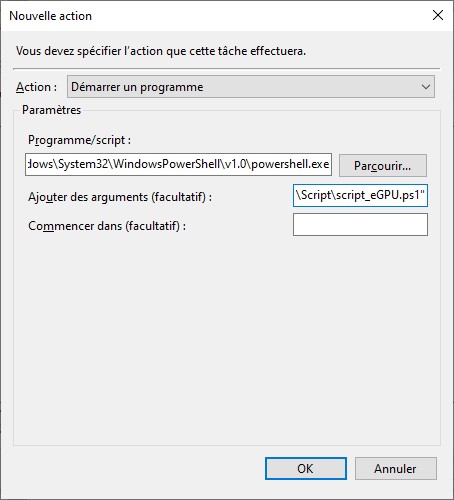 Nouvelle action
Vous devez spécifier l'action que cette tâche effectuera.
Action : Démarrer un programme
Paramètres
Programme/script :
dows\System32\WindowsPowerShell\v1.0\powershell.exe Parcourir...
Ajouter des arguments (facultatif) : \Script\script_eGPU.ps1"
Commencer dans (facultatif) :
OK Annuler